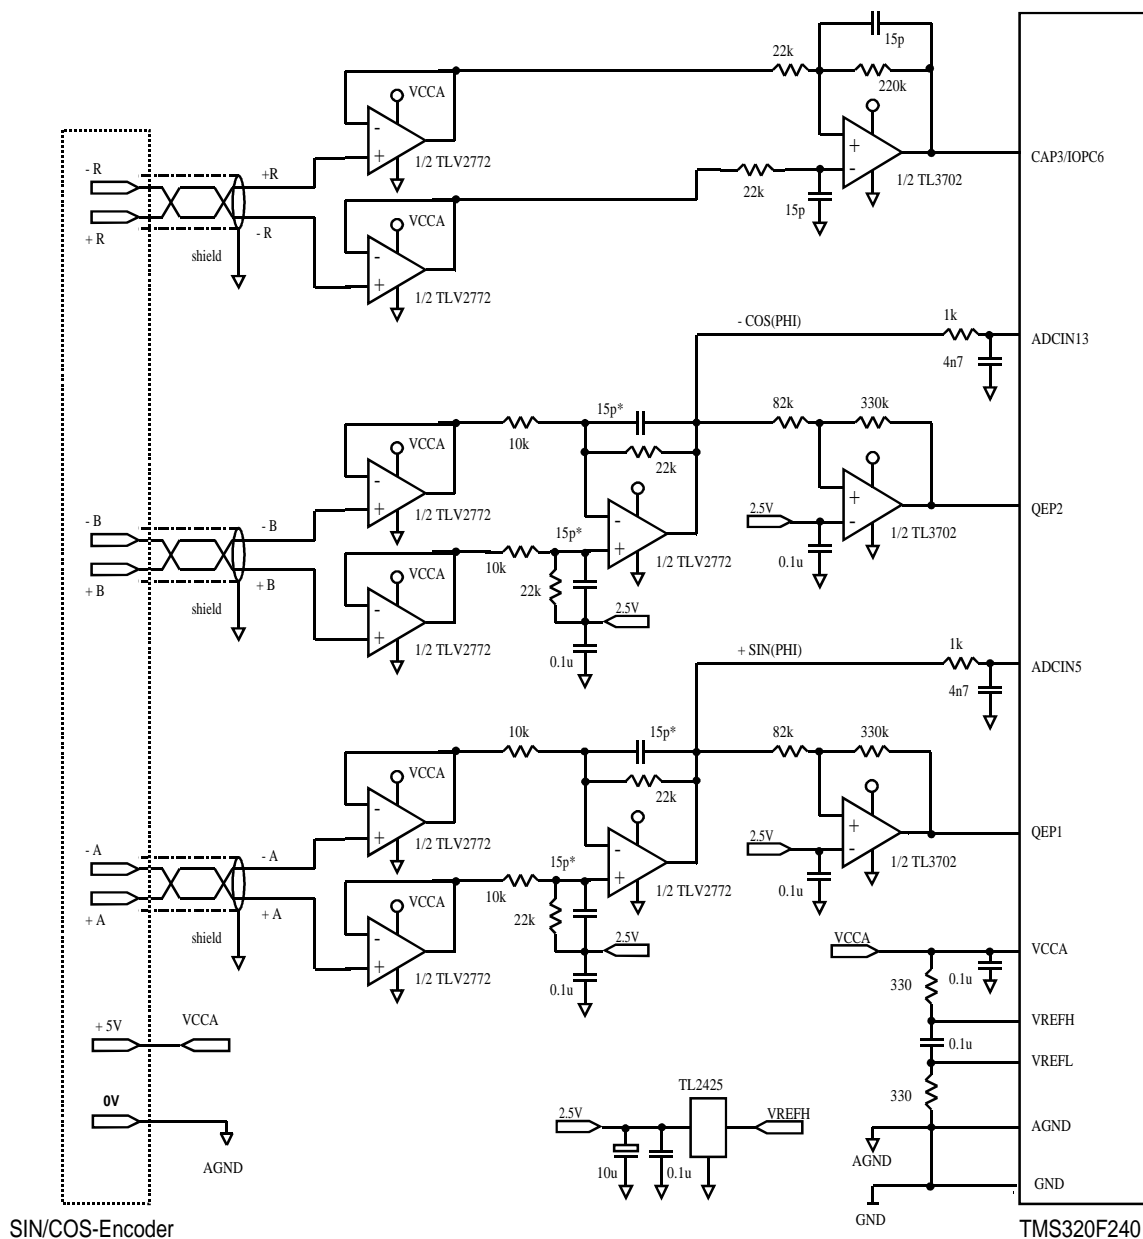 15p
22k
220k
VCCA
-
+
1/2 TLV2772
+
-
1/2 TL3702
CAP3/IOPC6
- R
+R
+ R
- R
shield
22k
15p
VCCA
-
+
1/2 TLV2772
- COS(PHI)
1k
4n7
ADCIN13
15p*
82k
330k
10k
VCCA
-
+
1/2 TLV2772
22k
-
+
1/2 TLV2772
2.5V
+
-
1/2 TL3702
0.1u
QEP2
- B
- B
+ B
+ B
shield
15p*
10k
VCCA
-
+
1/2 TLV2772
22k
2.5V
0.1u
+ SIN(PHI)
1k
4n7
ADCIN5
10k
15p*
82k
330k
VCCA
-
+
1/2 TLV2772
22k
-
+
1/2 TLV2772
2.5V
+
-
1/2 TL3702
0.1u
QEP1
- A
- A
+ A
+ A
shield
15p*
10k
VCCA
-
+
1/2 TLV2772
22k
2.5V
0.1u
VCCA
330
0.1u
VCCA
VREFH
0.1u
VREFL
330
AGND
AGND
GND
GND
+ 5V
VCCA
0V
AGND
TL2425
2.5V
VREFH
10u
0.1u
SIN/COS-Encoder
TMS320F240